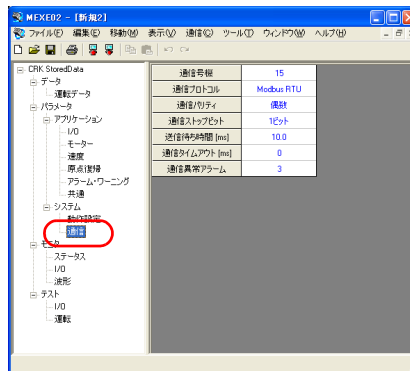 MEXE02 - [新規2]
ファイル(F) 編集(E) 移動(M) 表示(V) 通信(C) ツール(T) ウィンドウ(W) ヘルプ(H)
CRK StoredData
データ
運転データ
パラメータ
アプリケーション
I/O
モーター
速度
原点復帰
アラーム・ワーニング
共通
システム
動作設定
通信
モニタ
ステータス
I/O
波形
テスト
I/O
運転
通信号機 15
通信プロトコル Modbus RTU
通信パリティ 偶数
通信ストップビット 1ビット
送信待ち時間 [ms] 10.0
通信タイムアウト [ms] 0
通信異常アラーム 3